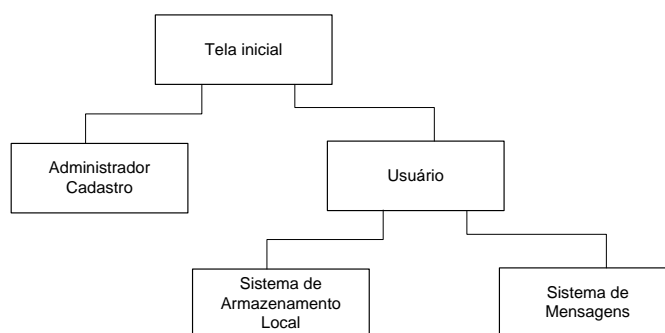 Tela inicial
Administrador
Cadastro
Usuário
Sistema de
Armazenamento
Local
Sistema de
Mensagens